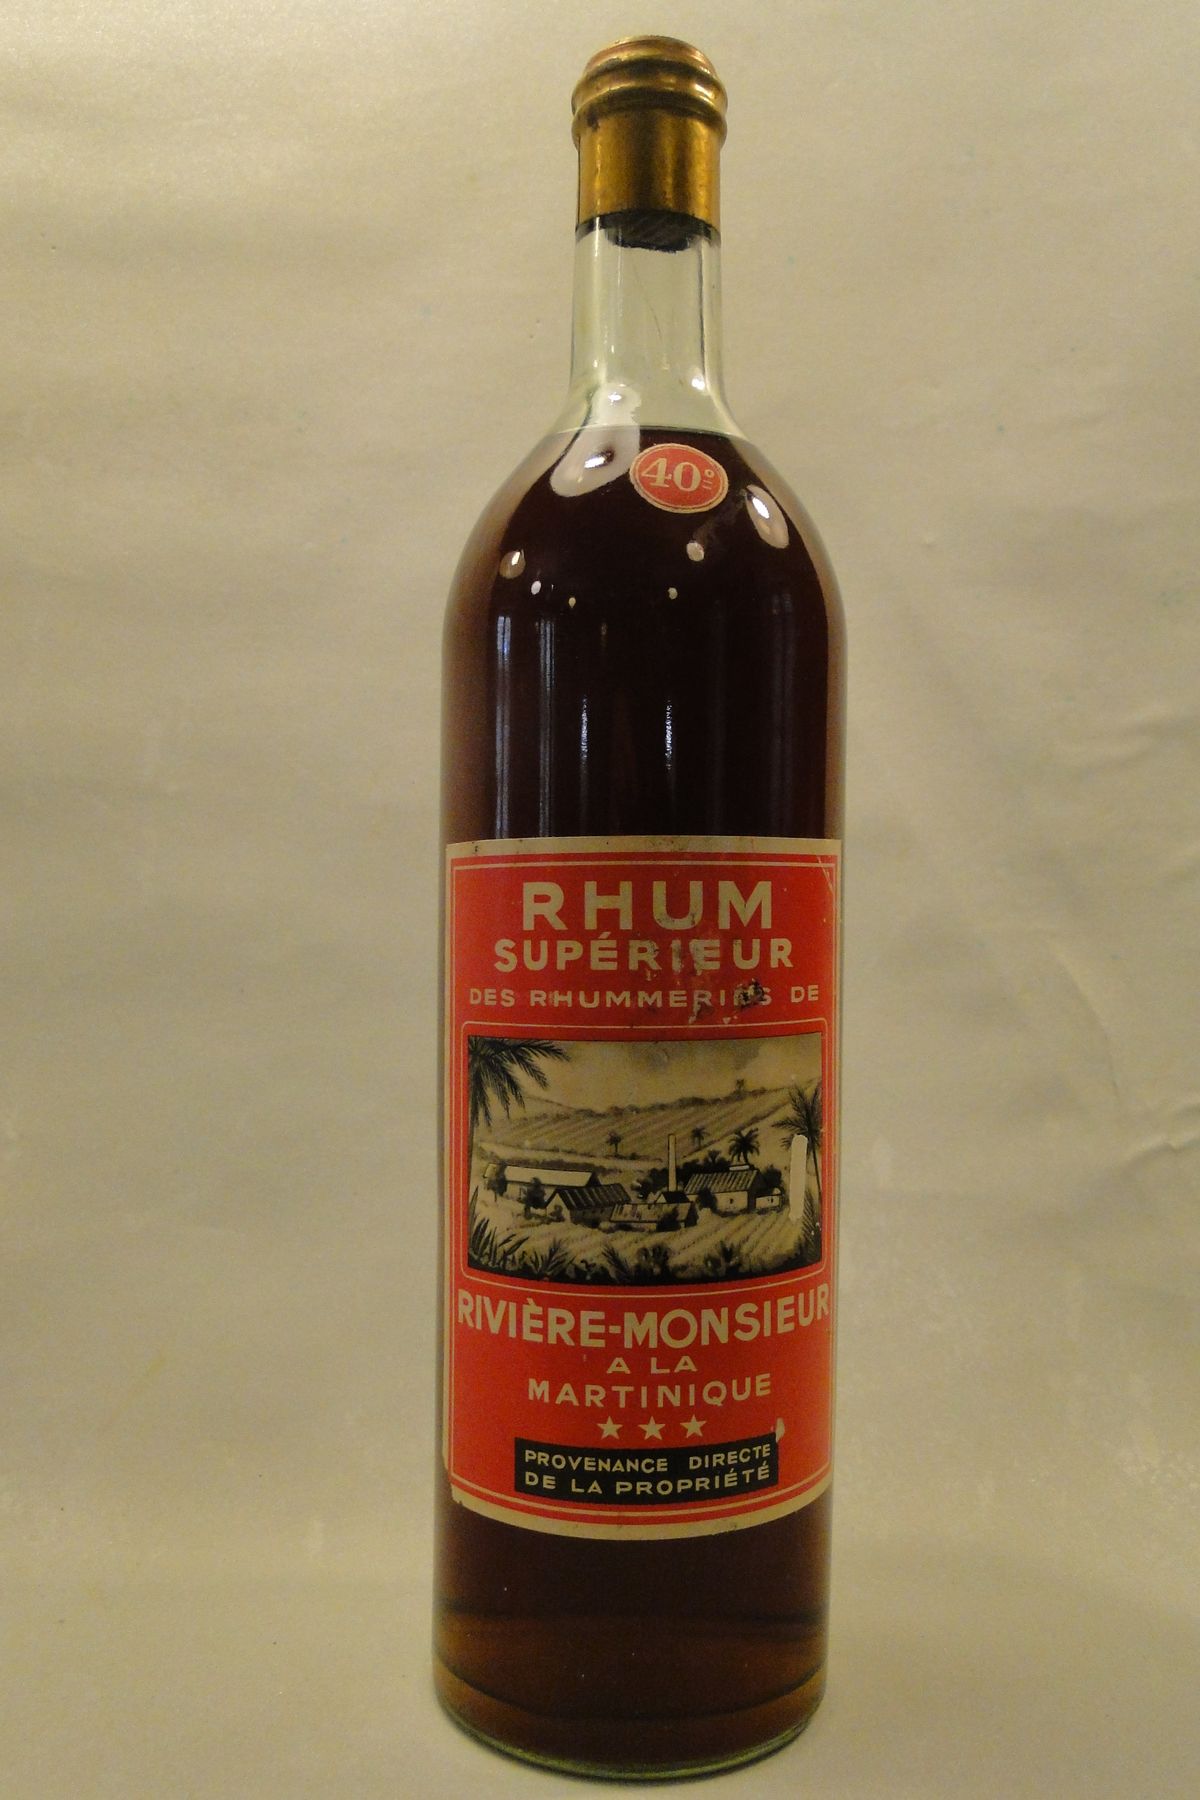 40°
RHUM
SUPÉRIEUR
DES RHUMMERIES DE
RIVIÈRE-MONSIEUR
A LA
MARTINIQUE
★ ★ ★
PROVENANCE DIRECTE
DE LA PROPRIÉTÉ